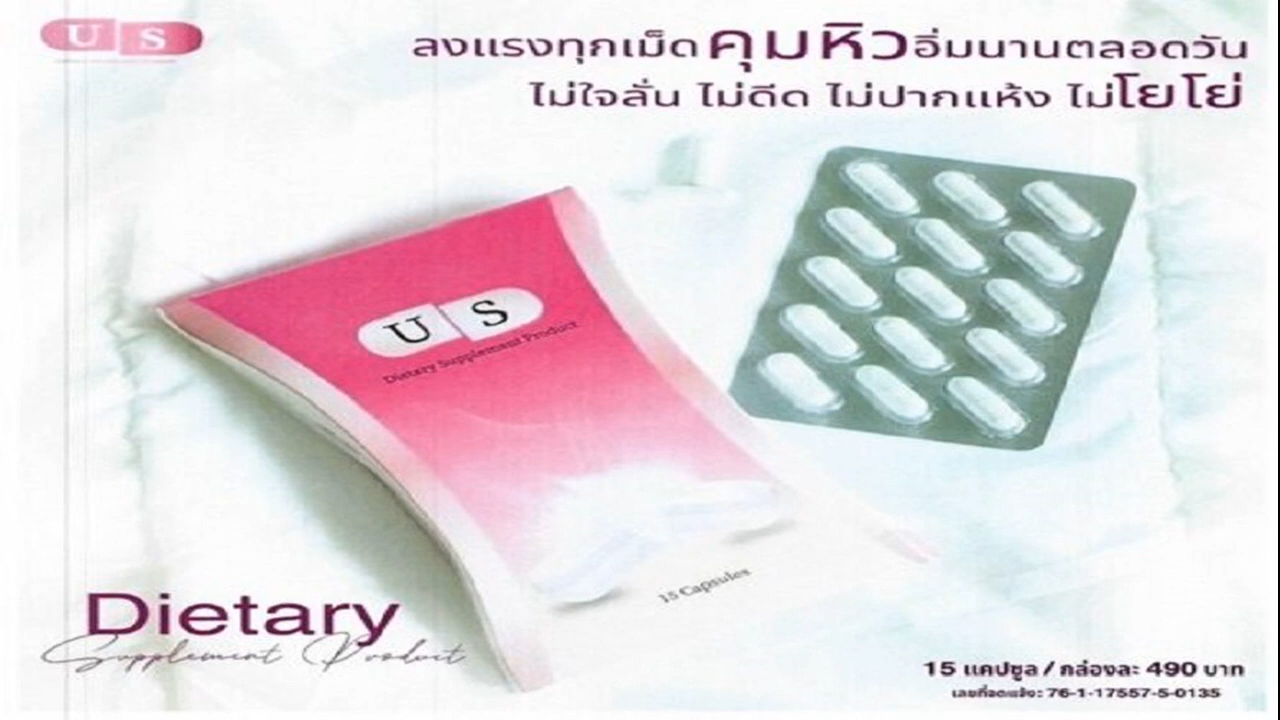 U S
ลงแรงทุกเม็ด คุมหิว อิ่มนานตลอดวัน
ไม่ใจสั่น ไม่ดีด ไม่ปากแห้ง ไม่โยโย่
U S
Dietary Supplement Product
15 Capsules
Dietary
Supplement Product
15 แคปซูล / กล่องละ 490 บาท
เลขที่จดแจ้ง: 76-1-17557-5-0135